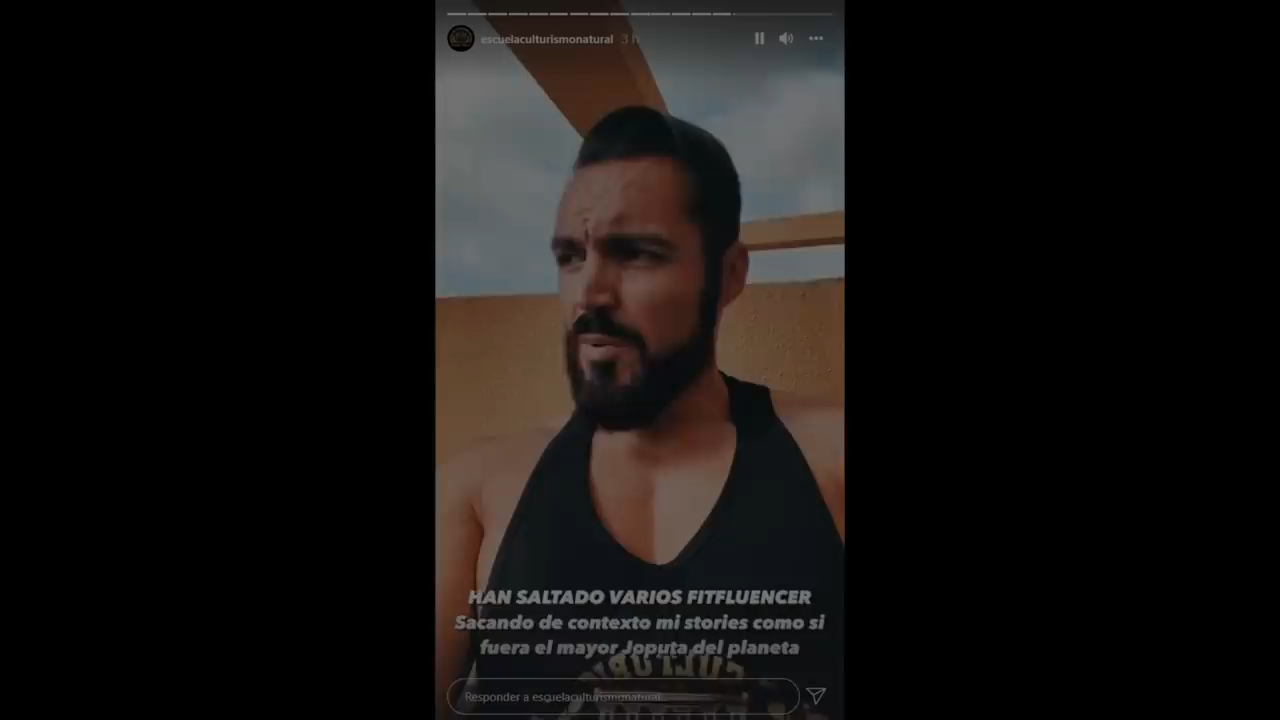 escuelaculturismonatural 3 h
HAN SALTADO VARIOS FITFLUENCER
Sacando de contexto mi stories como si
fuera el mayor Joputa del planeta
Responder a escuelaculturismonatural